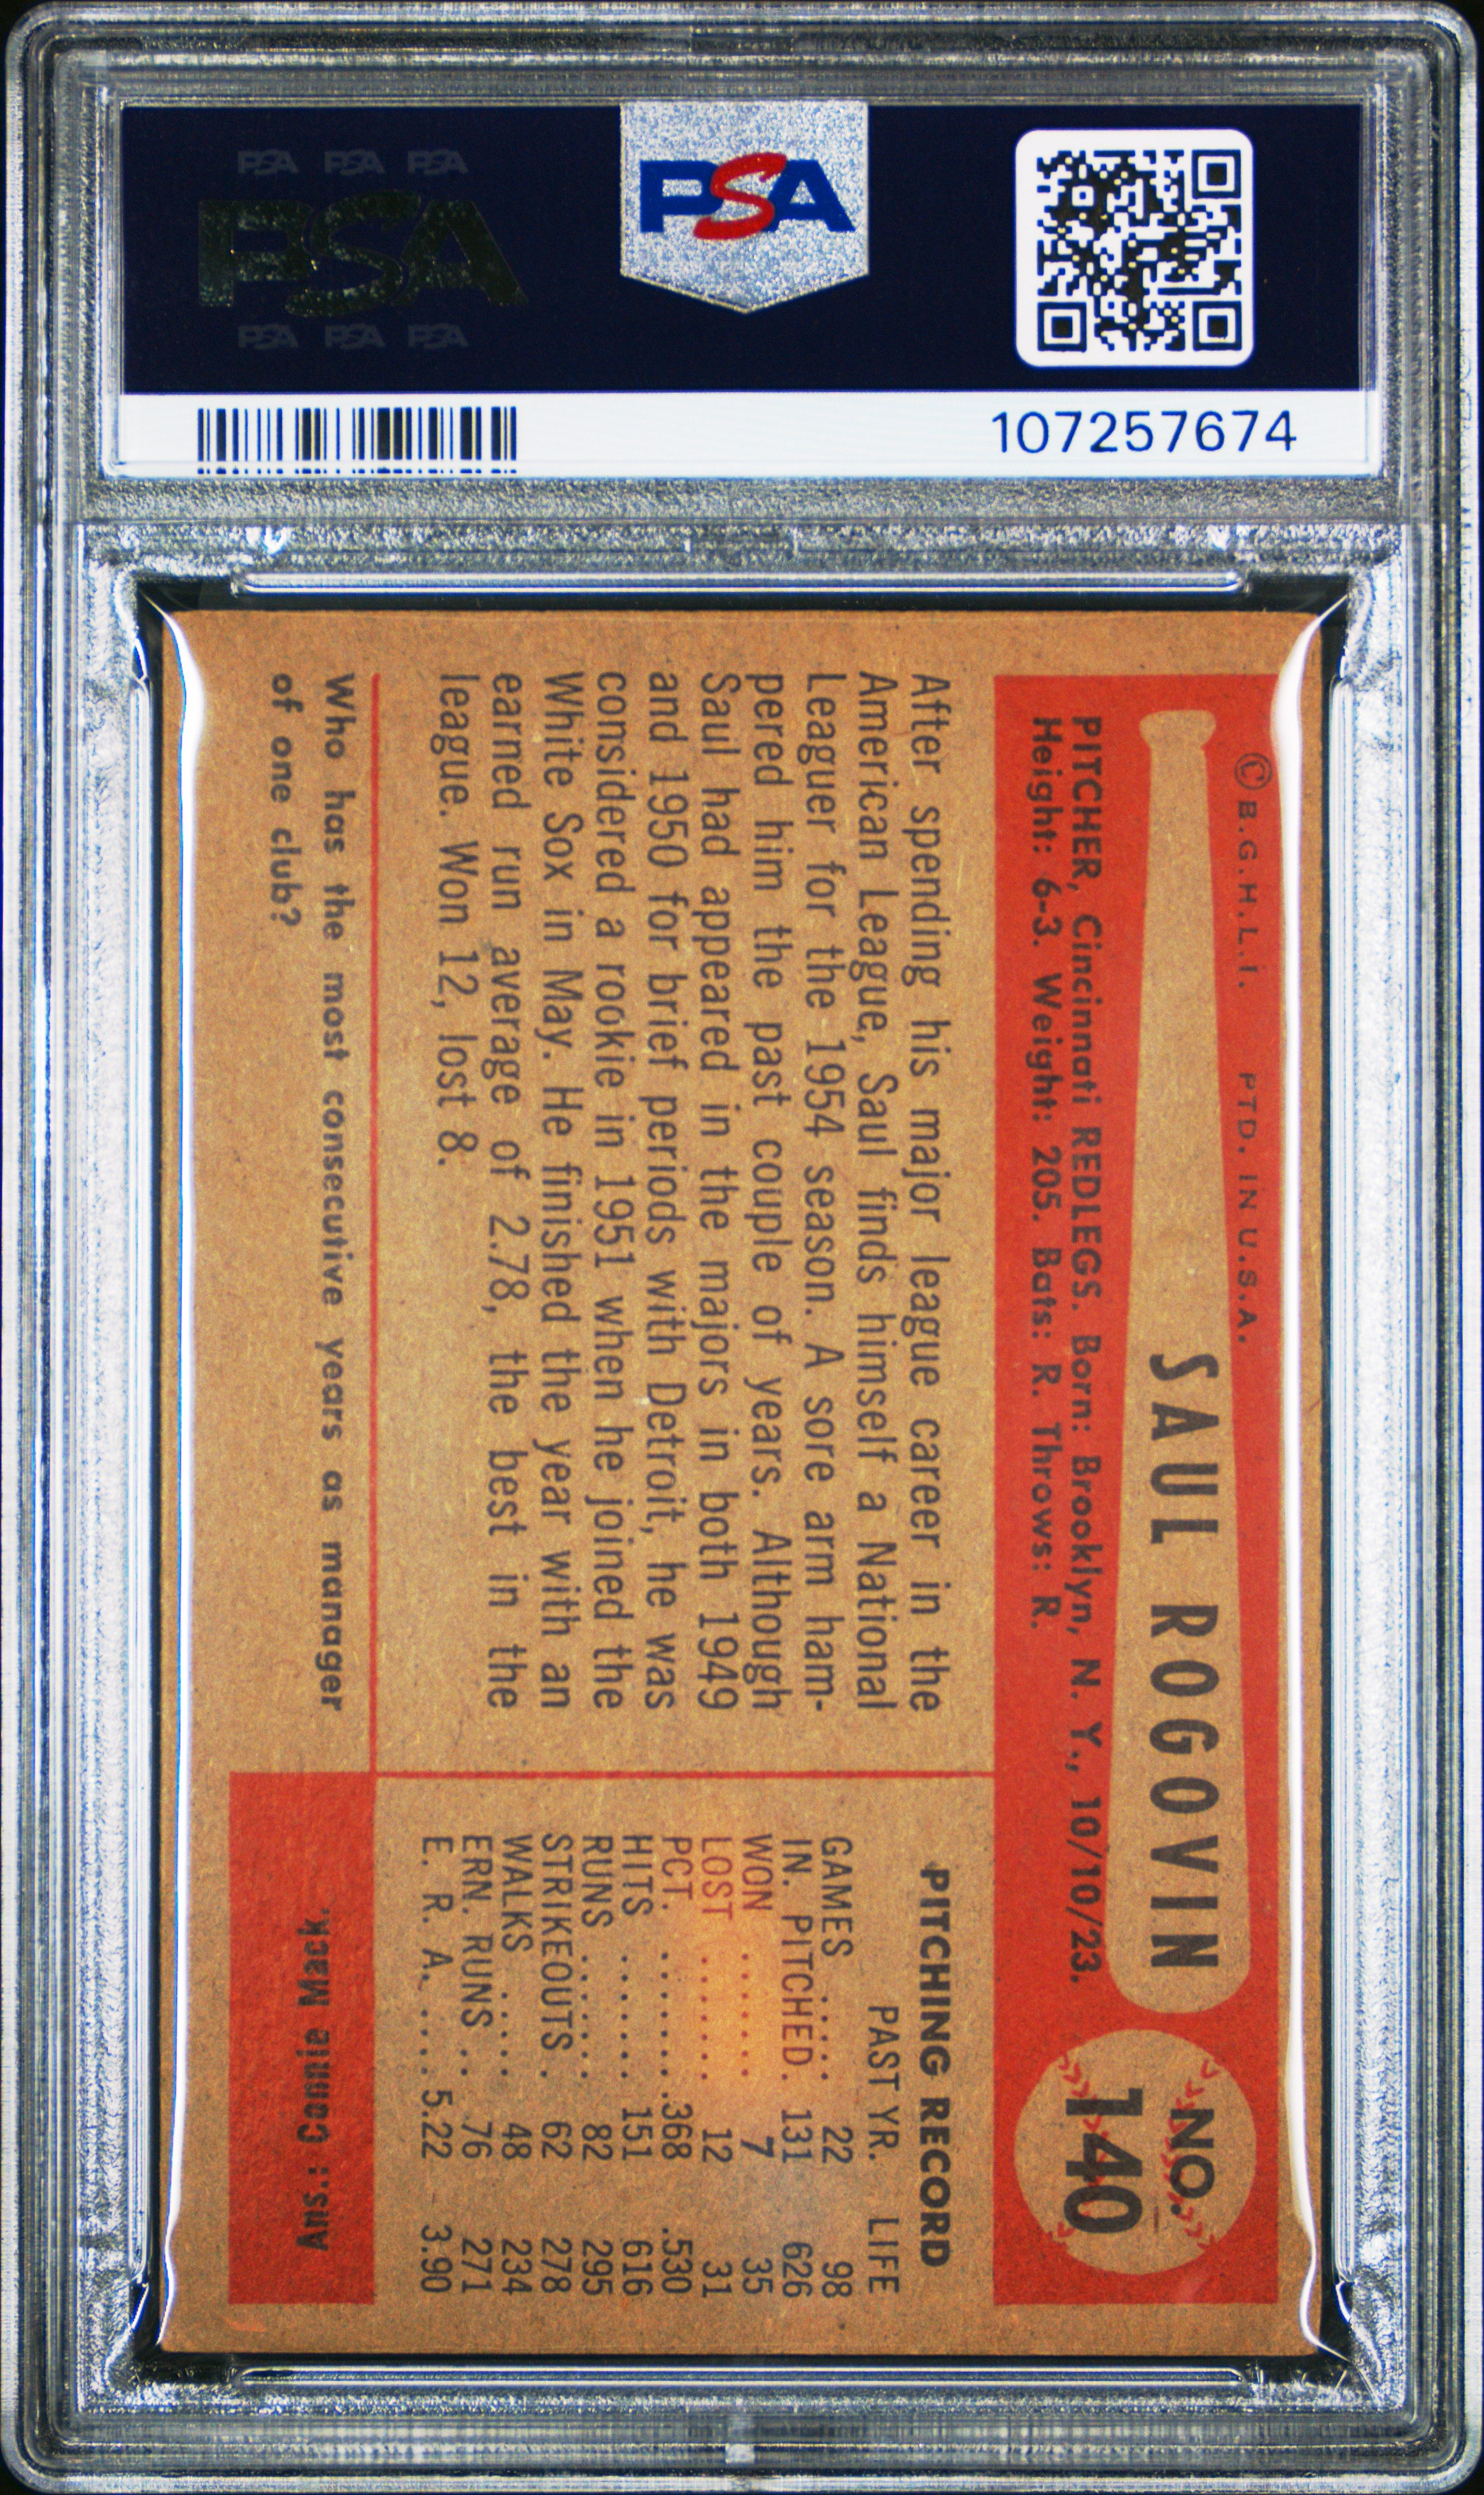 PSA PSA PSA
PSA
PSA PSA PSA
PSA
107257674
© B.G.H.L.I. PTD. IN U.S.A.
SAUL ROGOVIN
NO.
140
PITCHER, Cincinnati REDLEGS. Born: Brooklyn, N. Y., 10/10/23.
Height: 6-3. Weight: 205. Bats: R. Throws: R.
After spending his major league career in the
American League, Saul finds himself a National
Leaguer for the 1954 season. A sore arm ham-
pered him the past couple of years. Although
Saul had appeared in the majors in both 1949
and 1950 for brief periods with Detroit, he was
considered a rookie in 1951 when he joined the
White Sox in May. He finished the year with an
earned run average of 2.78, the best in the
league. Won 12, lost 8.
PITCHING RECORD
PAST YR. LIFE
GAMES ..... 22 98
IN. PITCHED . 131 626
WON ....... 7 35
LOST ....... 12 31
PCT. ....... .368 .530
HITS ...... 151 616
RUNS ...... 82 295
STRIKEOUTS . 62 278
WALKS ..... 48 234
ERN. RUNS .. 76 271
E. R. A. .... 5.22 3.90
Who has the most consecutive years as manager
of one club?
Ans.: Connie Mack.